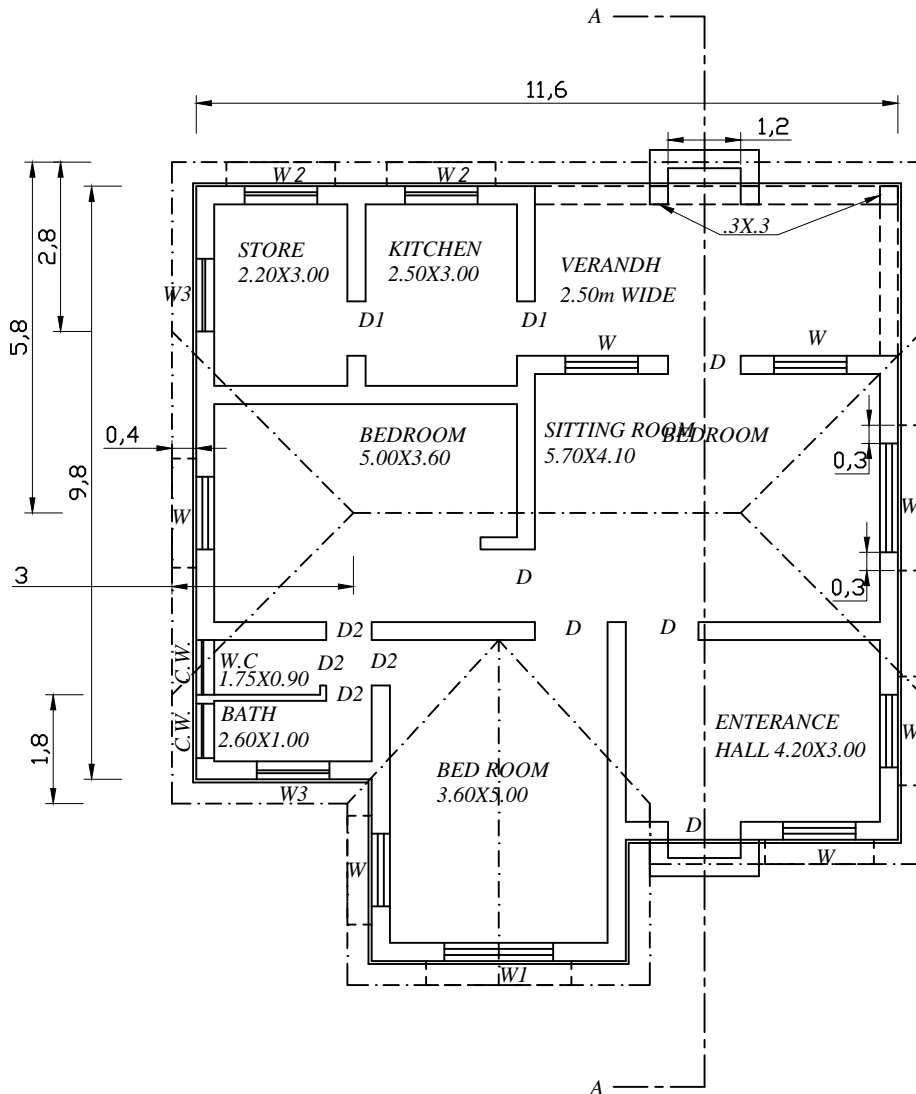 A
11,6
1,2
W2
W2
.3X.3
STORE
2.20X3.00
KITCHEN
2.50X3.00
VERANDH
2.50m WIDE
2,8
W3
D1
D1
5,8
W
D
W
0,4
BEDROOM
5.00X3.60
SITTING ROOM
5.70X4.10
BEDROOM
9,8
0,3
W
W
3
D
0,3
D2
D
D
C.W.
W.C
1.75X0.90
D2
D2
D2
C.W.
BATH
2.60X1.00
ENTERANCE
HALL 4.20X3.00
W
1,8
BED ROOM
3.60X5.00
W3
D
W
W
W1
A